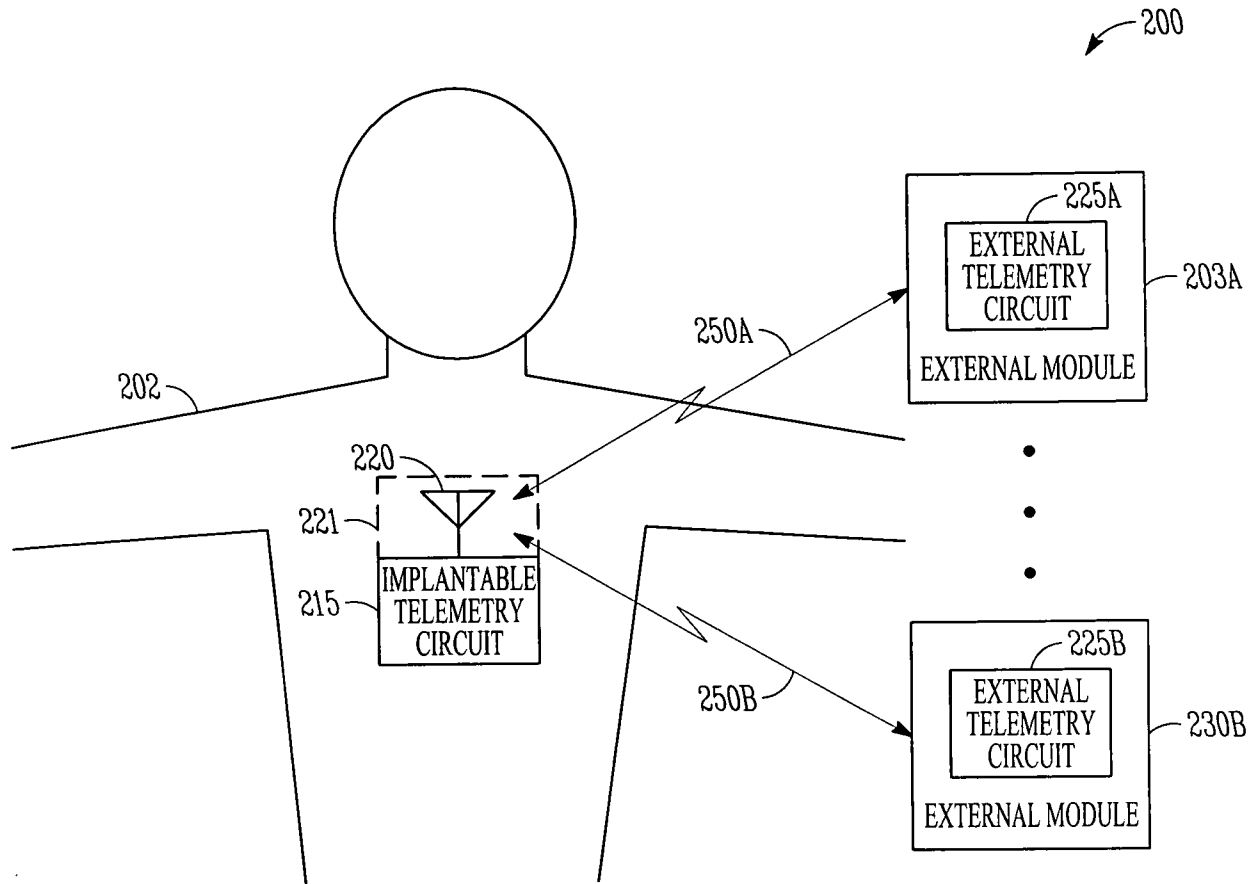 200
225A
EXTERNAL
TELEMETRY
CIRCUIT
203A
EXTERNAL MODULE
250A
202
220
221
IMPLANTABLE
TELEMETRY
CIRCUIT
215
225B
EXTERNAL
TELEMETRY
CIRCUIT
250B
230B
EXTERNAL MODULE